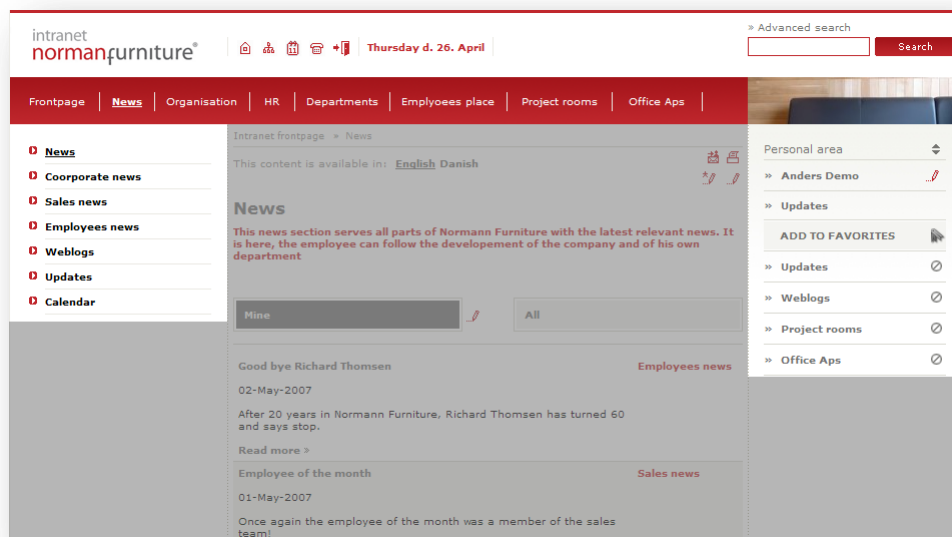 intranet
normanfurniture®
11
Thursday d. 26. April
» Advanced search
Search
Frontpage
News
Organisation
HR
Departments
Emplyoees place
Project rooms
Office Aps
News
Coorporate news
Sales news
Employees news
Weblogs
Updates
Calendar
Intranet frontpage » News
This content is available in: English Danish
News
This news section serves all parts of Normann Furniture with the latest relevant news. It
is here, the employee can follow the developement of the company and of his own
department
Mine
All
Good bye Richard Thomsen
Employees news
02-May-2007
After 20 years in Normann Furniture, Richard Thomsen has turned 60
and says stop.
Read more »
Employee of the month
Sales news
01-May-2007
Once again the employee of the month was a member of the sales
team!
Personal area
» Anders Demo
» Updates
ADD TO FAVORITES
» Updates
» Weblogs
» Project rooms
» Office Aps